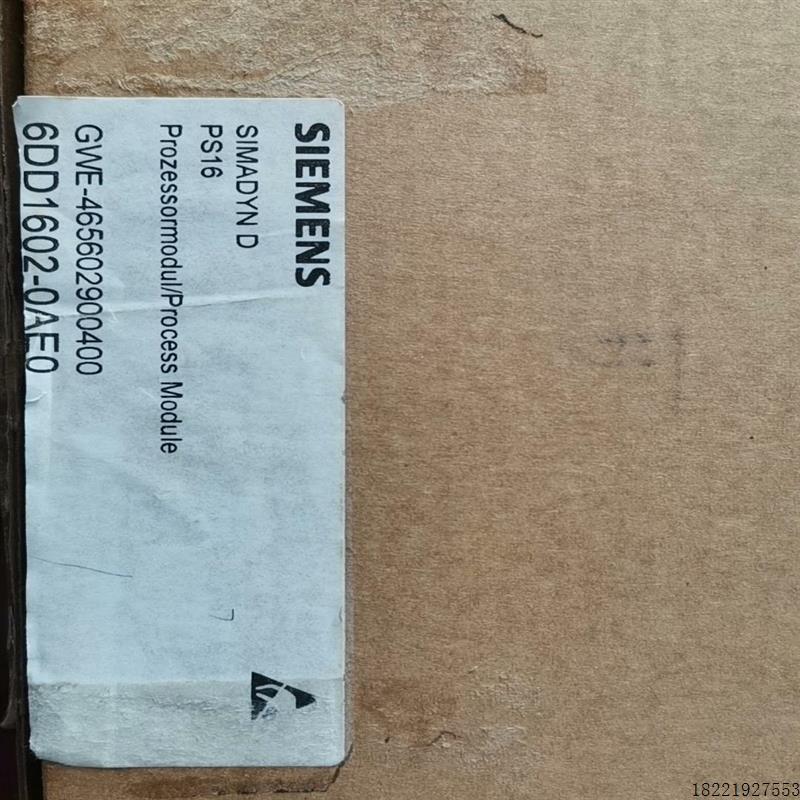 SIEMENS
SIMADYN D
PS16
Prozessormodul/Process Module
GWE-465602900400
6DD1602-0AE0
18221927553